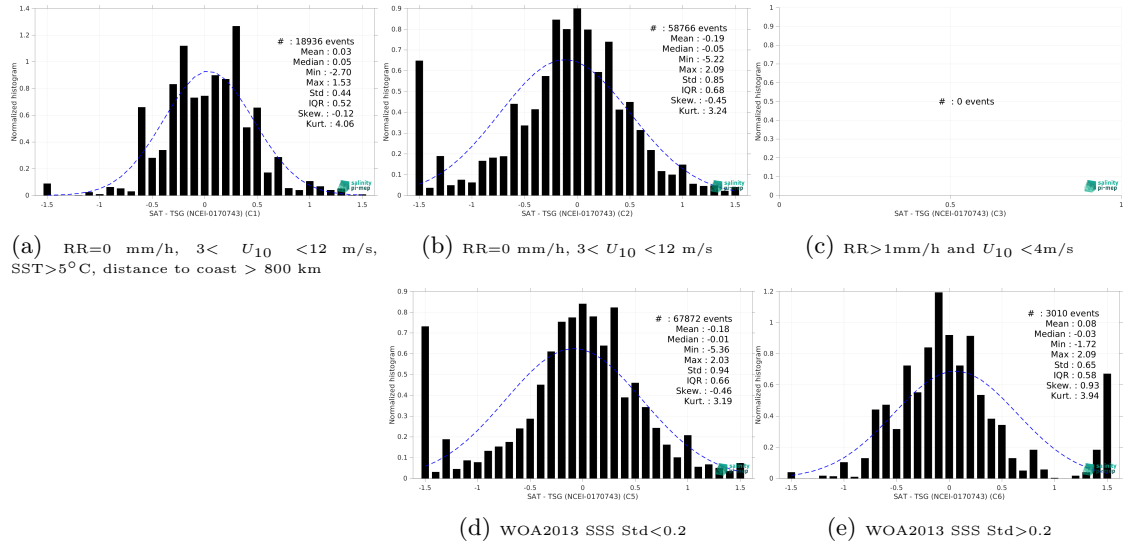 Normalized histogram
1.4
1.2
1
0.8
0.6
0.4
0.2
0
-1.5
-1
-0.5
0
0.5
1
1.5
# : 18936 events
Mean : 0.03
Median : 0.05
Min : -2.70
Max : 1.53
Std : 0.44
IQR : 0.52
Skew. : -0.12
Kurt. : 4.06
salinity
pi-mep
SAT - TSG (NCEI-0170743) (C1)
(a) RR=0 mm/h, 3< U10 <12 m/s,
SST>5°C, distance to coast > 800 km
Normalized histogram
0.9
0.8
0.7
0.6
0.5
0.4
0.3
0.2
0.1
0
-1.5
-1
-0.5
0
0.5
1
1.5
# : 58766 events
Mean : -0.19
Median : -0.05
Min : -5.22
Max : 2.09
Std : 0.85
IQR : 0.68
Skew. : -0.45
Kurt. : 3.24
salinity
pi-mep
SAT - TSG (NCEI-0170743) (C2)
(b) RR=0 mm/h, 3< U10 <12 m/s
Normalized histogram
1
0.9
0.8
0.7
0.6
0.5
0.4
0.3
0.2
0.1
0
0
0.5
1
# : 0 events
salinity
pi-mep
SAT - TSG (NCEI-0170743) (C3)
(c) RR>1mm/h and U10 <4m/s
Normalized histogram
0.9
0.8
0.7
0.6
0.5
0.4
0.3
0.2
0.1
0
-1.5
-1
-0.5
0
0.5
1
1.5
# : 67872 events
Mean : -0.18
Median : -0.01
Min : -5.36
Max : 2.03
Std : 0.94
IQR : 0.66
Skew. : -0.46
Kurt. : 3.19
salinity
pi-mep
SAT - TSG (NCEI-0170743) (C5)
(d) WOA2013 SSS Std<0.2
Normalized histogram
1.2
1
0.8
0.6
0.4
0.2
0
-1.5
-1
-0.5
0
0.5
1
1.5
# : 3010 events
Mean : 0.08
Median : -0.03
Min : -1.72
Max : 2.09
Std : 0.65
IQR : 0.58
Skew. : 0.93
Kurt. : 3.94
salinity
pi-mep
SAT - TSG (NCEI-0170743) (C6)
(e) WOA2013 SSS Std>0.2